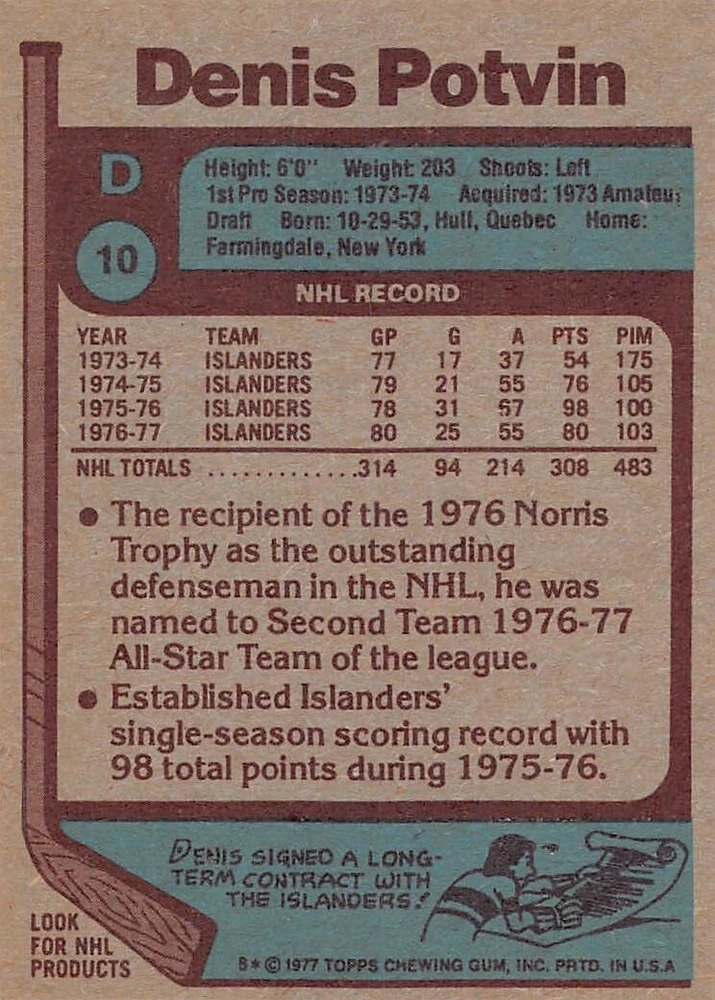 Denis Potvin
D
10
Height: 6'0" Weight: 203 Shoots: Left
1st Pro Season: 1973-74 Acquired: 1973 Amateur
Draft Born: 10-29-53, Hull, Quebec Home:
Farmingdale, New York
NHL RECORD
YEAR TEAM GP G A PTS PIM
1973-74 ISLANDERS 77 17 37 54 175
1974-75 ISLANDERS 79 21 55 76 105
1975-76 ISLANDERS 78 31 67 98 100
1976-77 ISLANDERS 80 25 55 80 103
NHL TOTALS .............314 94 214 308 483
● The recipient of the 1976 Norris
Trophy as the outstanding
defenseman in the NHL, he was
named to Second Team 1976-77
All-Star Team of the league.
● Established Islanders'
single-season scoring record with
98 total points during 1975-76.
DENIS SIGNED A LONG-
TERM CONTRACT WITH
THE ISLANDERS!
LOOK
FOR NHL
PRODUCTS
B* © 1977 TOPPS CHEWING GUM, INC. PRTD. IN U.S.A